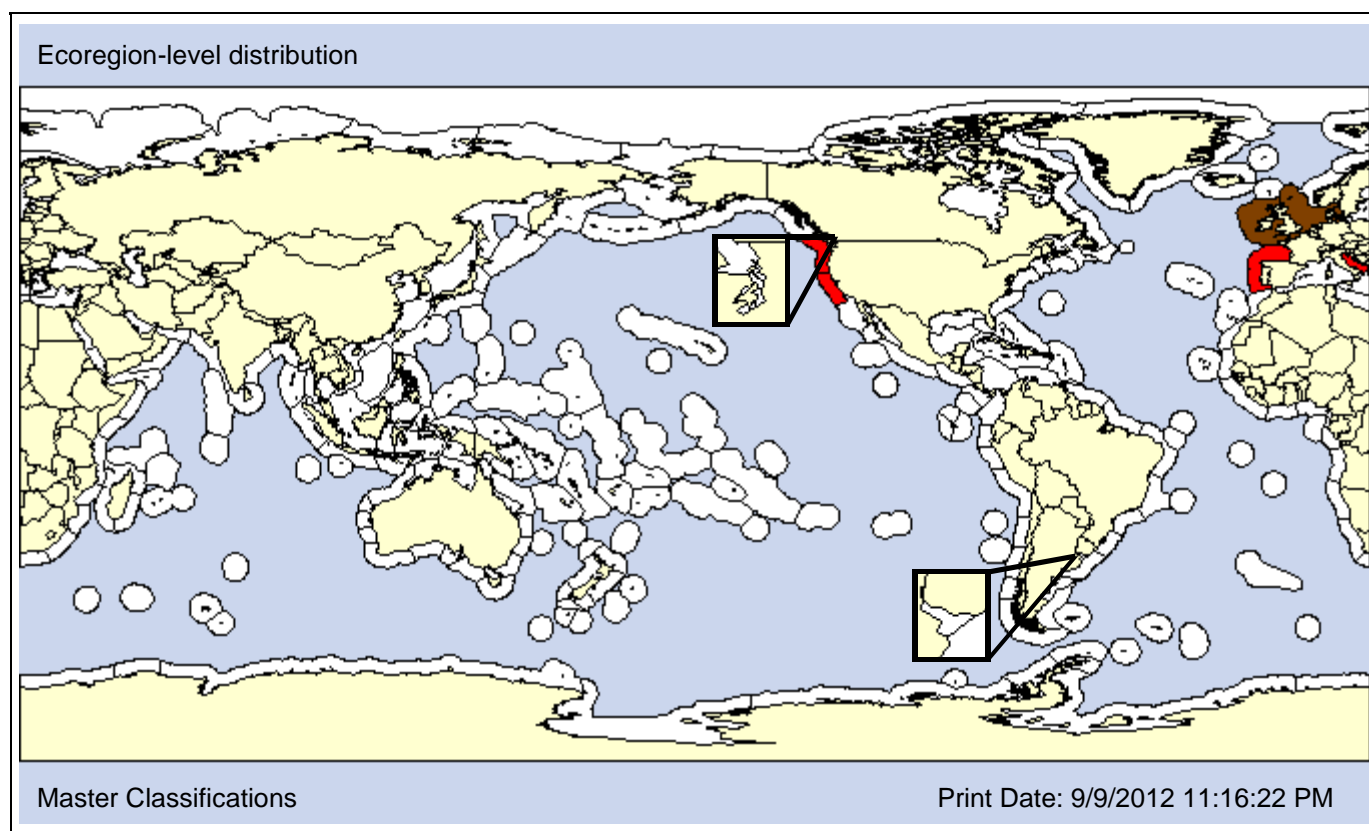 Ecoregion-level distribution
Master Classifications
Print Date: 9/9/2012 11:16:22 PM